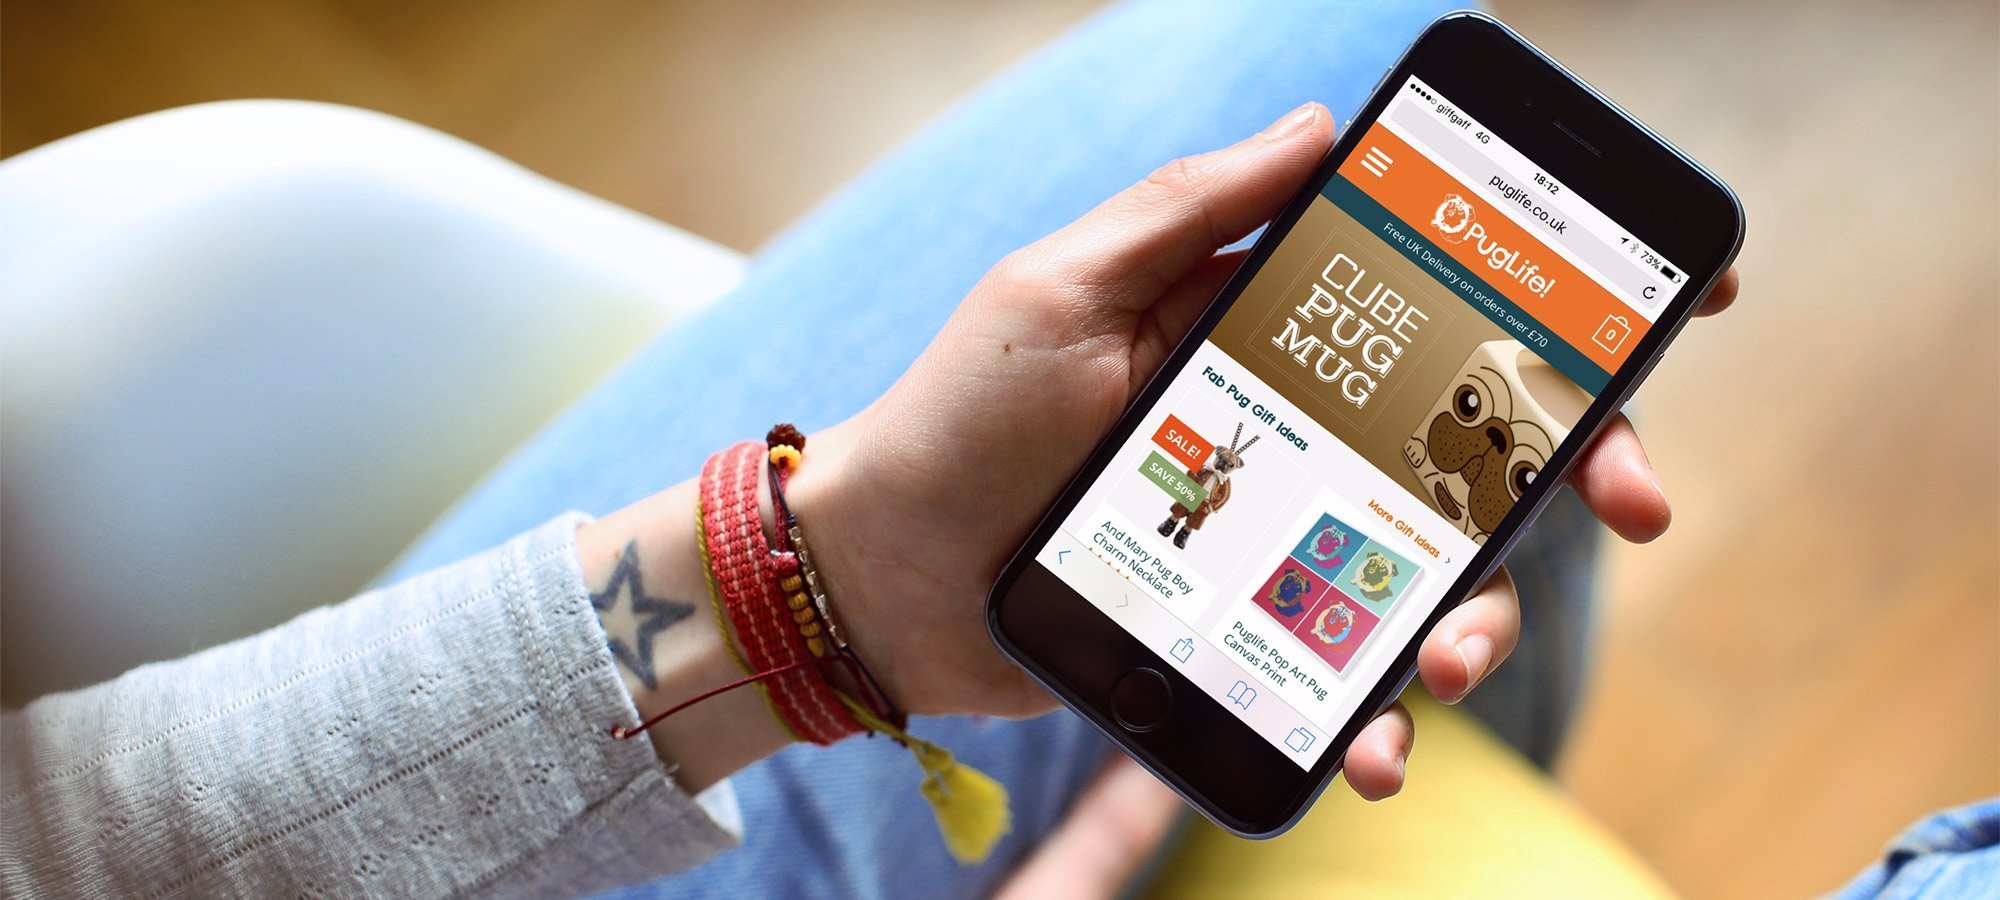 giffgaff 4G
18:12
73%
puglife.co.uk
PugLife!
0
Free UK Delivery on orders over £70
CUBE
PUG
MUG
Fab Pug Gift Ideas
SALE!
SAVE 50%
And Mary Pug Boy
Charm Necklace
More Gift Ideas
Puglife Pop Art Pug
Canvas Print